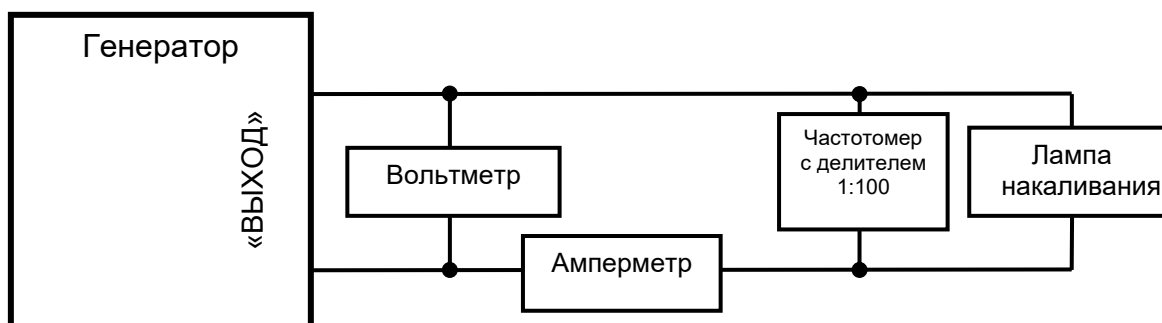 Генератор
«ВЫХОД»
Вольтметр
Амперметр
Частотомер
с делителем
1:100
Лампа
накаливания